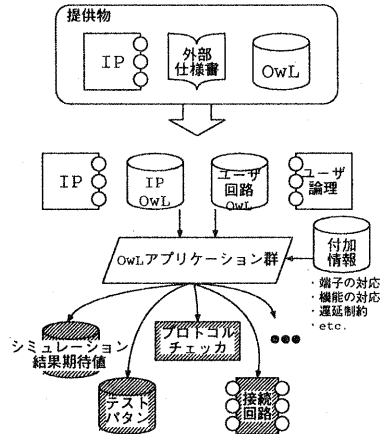 提供物
IP
外部
仕様書
OwL
IP
IP
OwL
ユーザ
回路
OwL
ユーザ
論理
OwLアプリケーション群
付加
情報
・端子の対応
・機能の対応
・遅延制約
・etc.
シミュレーション
結果期待値
プロトコル
チェッカ
テスト
パタン
接続
回路